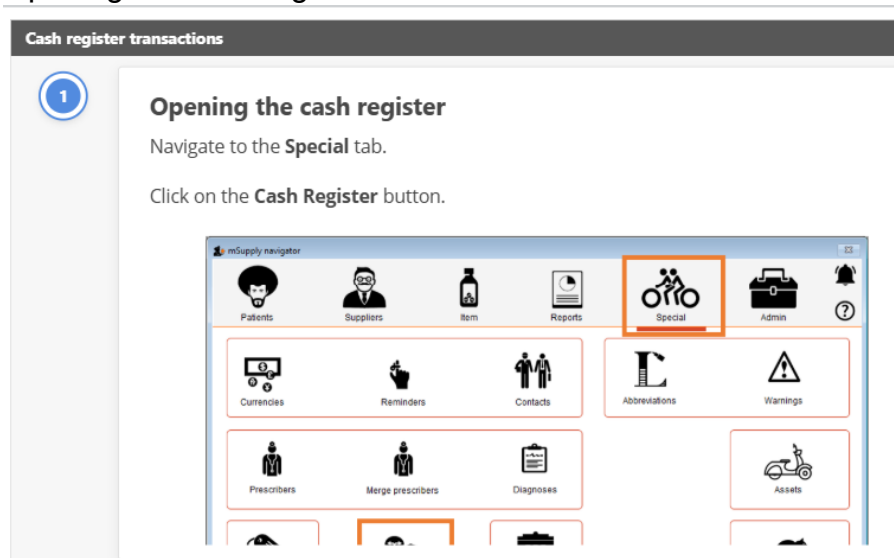 Cash register transactions
1
Opening the cash register
Navigate to the Special tab.
Click on the Cash Register button.
mSupply navigator
Patients
Suppliers
Item
Reports
Special
Admin
Currencies
Reminders
Contacts
Abbreviations
Warnings
Prescribers
Merge prescribers
Diagnoses
Assets